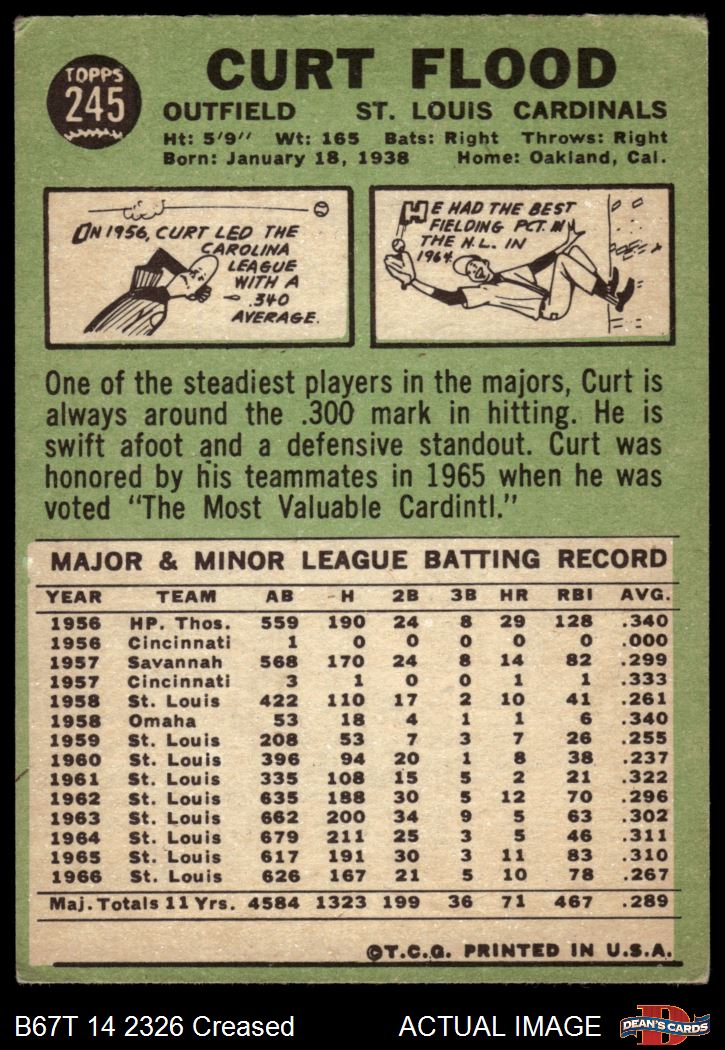 TOPPS
245
CURT FLOOD
OUTFIELD ST. LOUIS CARDINALS
Ht: 5'9" Wt: 165 Bats: Right Throws: Right
Born: January 18, 1938 Home: Oakland, Cal.
ON 1956, CURT LED THE
CAROLINA
LEAGUE
WITH A
.340
AVERAGE.
HE HAD THE BEST
FIELDING PCT. IN
THE N.L. IN
1964.
One of the steadiest players in the majors, Curt is
always around the .300 mark in hitting. He is
swift afoot and a defensive standout. Curt was
honored by his teammates in 1965 when he was
voted "The Most Valuable Cardintl."
MAJOR & MINOR LEAGUE BATTING RECORD
YEAR TEAM AB H 2B 3B HR RBI AVG.
1956 HP. Thos. 559 190 24 8 29 128 .340
1956 Cincinnati 1 0 0 0 0 0 .000
1957 Savannah 568 170 24 8 14 82 .299
1957 Cincinnati 3 1 0 0 1 1 .333
1958 St. Louis 422 110 17 2 10 41 .261
1958 Omaha 53 18 4 1 1 6 .340
1959 St. Louis 208 53 7 3 7 26 .255
1960 St. Louis 396 94 20 1 8 38 .237
1961 St. Louis 335 108 15 5 2 21 .322
1962 St. Louis 635 188 30 5 12 70 .296
1963 St. Louis 662 200 34 9 5 63 .302
1964 St. Louis 679 211 25 3 5 46 .311
1965 St. Louis 617 191 30 3 11 83 .310
1966 St. Louis 626 167 21 5 10 78 .267
Maj. Totals 11 Yrs. 4584 1323 199 36 71 467 .289
©T.C.G. PRINTED IN U.S.A.
B67T 14 2326 Creased ACTUAL IMAGE
D
DEAN'S CARDS